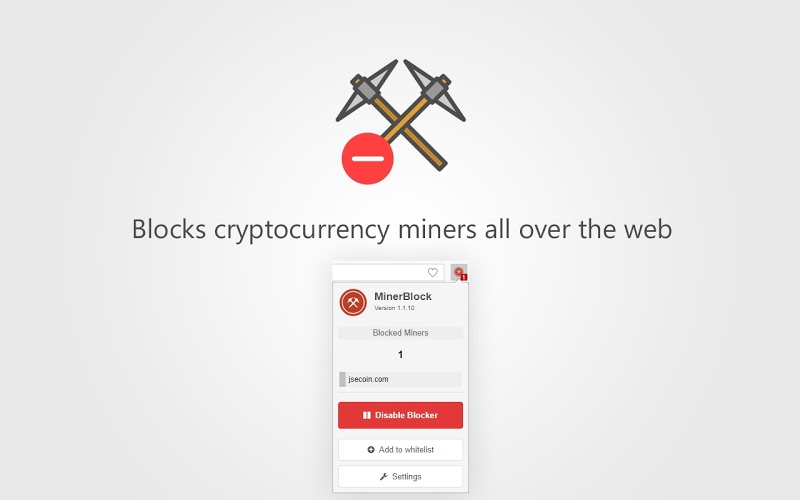 Blocks cryptocurrency miners all over the web
1
MinerBlock
Version 1.1.10
Blocked Miners
1
jsecoin.com
Disable Blocker
Add to whitelist
Settings